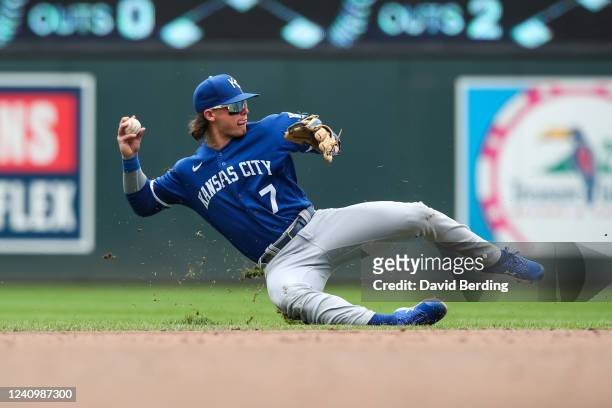 OUTS 0
OUTS 2
NS
FLEX
KC
KANSAS CITY
7
gettyimages
Credit: David Berding
1240987300